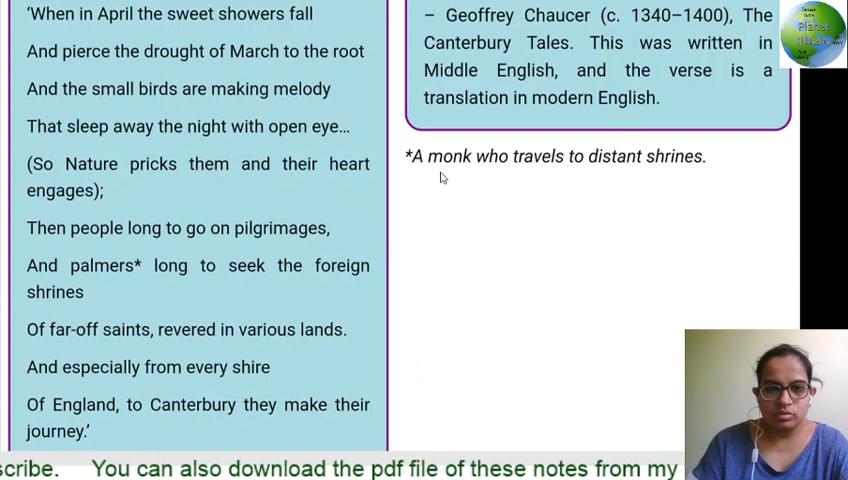 ‘When in April the sweet showers fall
And pierce the drought of March to the root
And the small birds are making melody
That sleep away the night with open eye…
(So Nature pricks them and their heart
engages);
Then people long to go on pilgrimages,
And palmers* long to seek the foreign
shrines
Of far-off saints, revered in various lands.
And especially from every shire
Of England, to Canterbury they make their
journey.’
– Geoffrey Chaucer (c. 1340–1400), The
Canterbury Tales. This was written in
Middle English, and the verse is a
translation in modern English.
*A monk who travels to distant shrines.
Planet
History
scribe. You can also download the pdf file of these notes from my